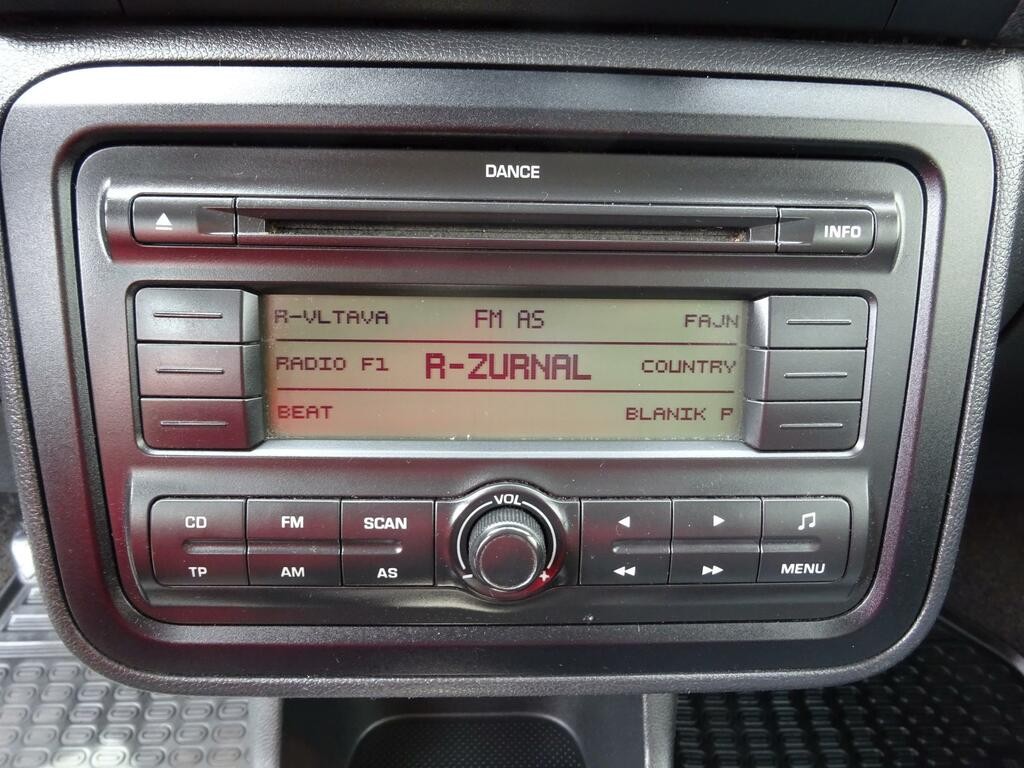 DANCE
INFO
R-VLTAVA FM AS FAJN
RADIO F1 R-ZURNAL COUNTRY
BEAT BLANIK P
VOL
CD FM SCAN
TP AM AS - + MENU